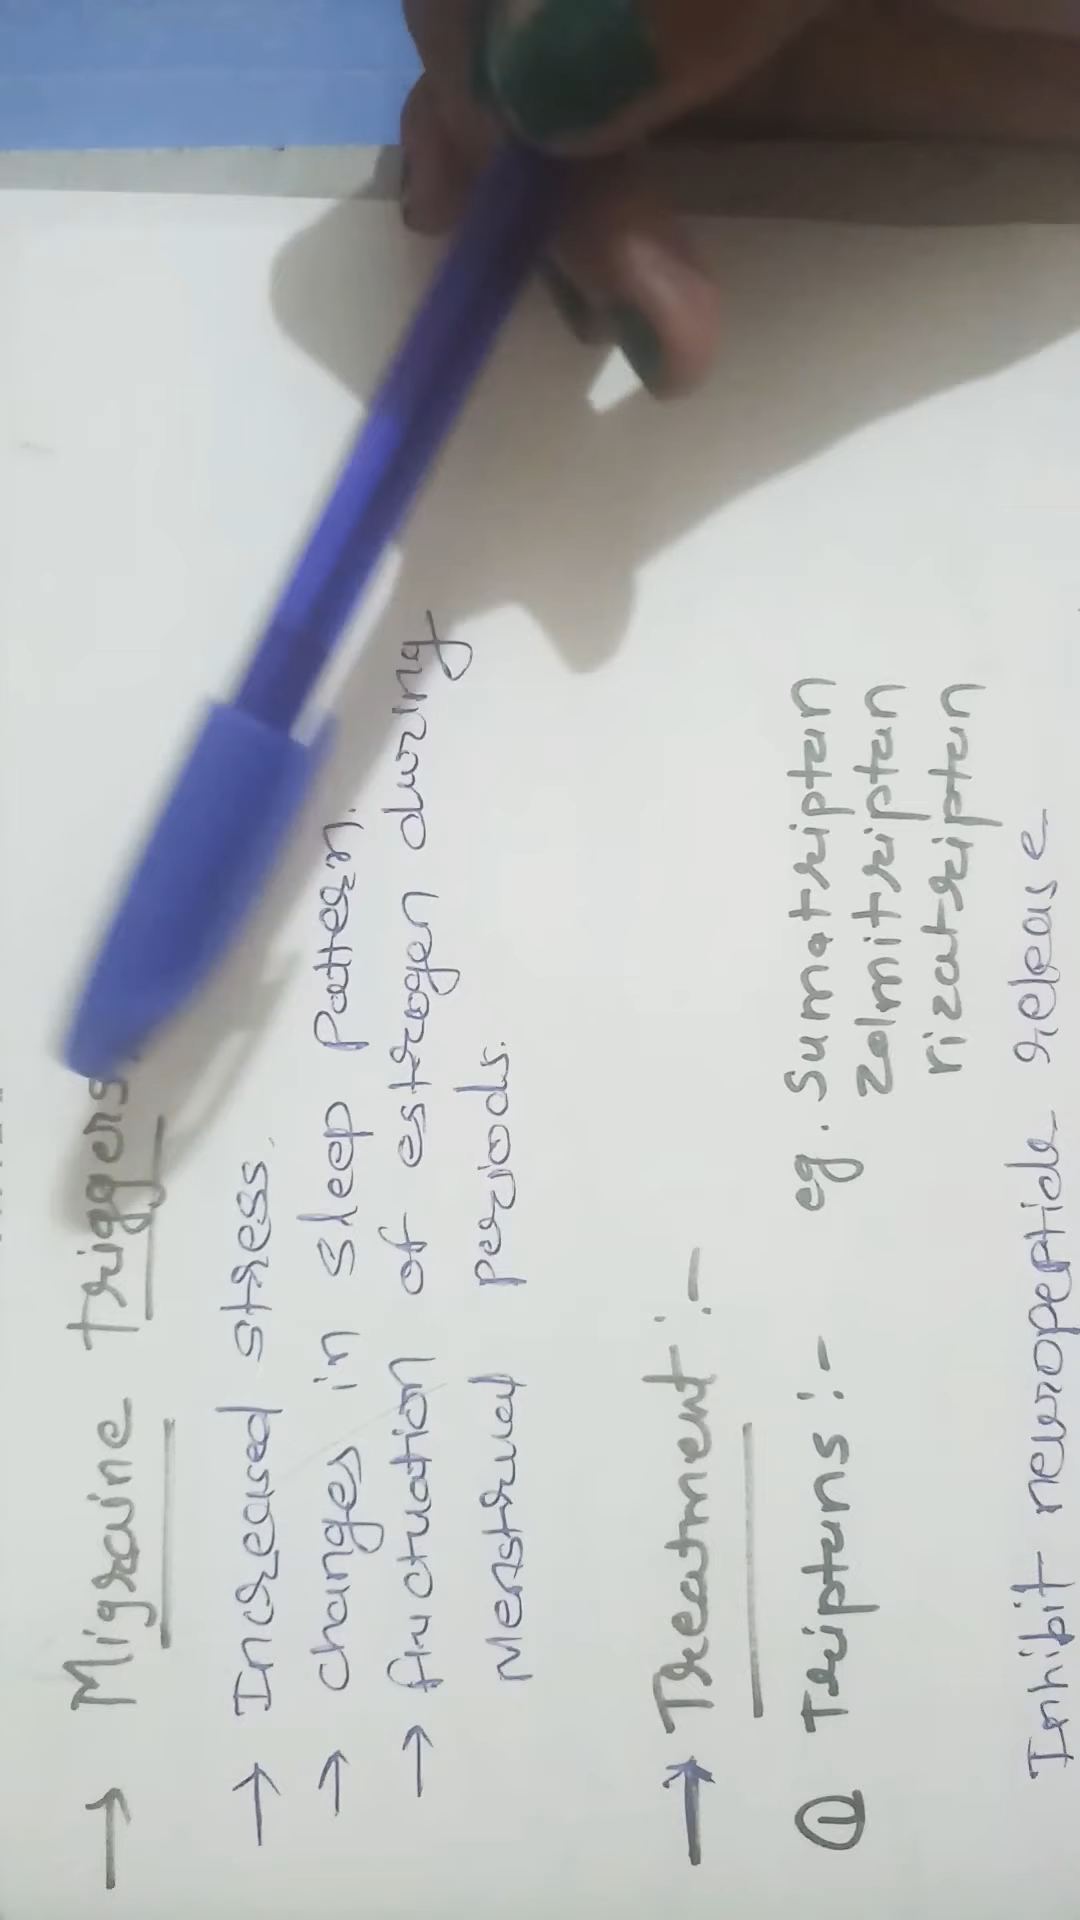 → Migraine triggers
→ Increased stress.
→ changes in sleep pattern.
→ fluctuation of estrogen during
Menstrual periods.
→ Treatment :-
① Triptans :- eg. Sumatriptan
zolmitriptan
rizatriptan
Inhibit neuropeptide release